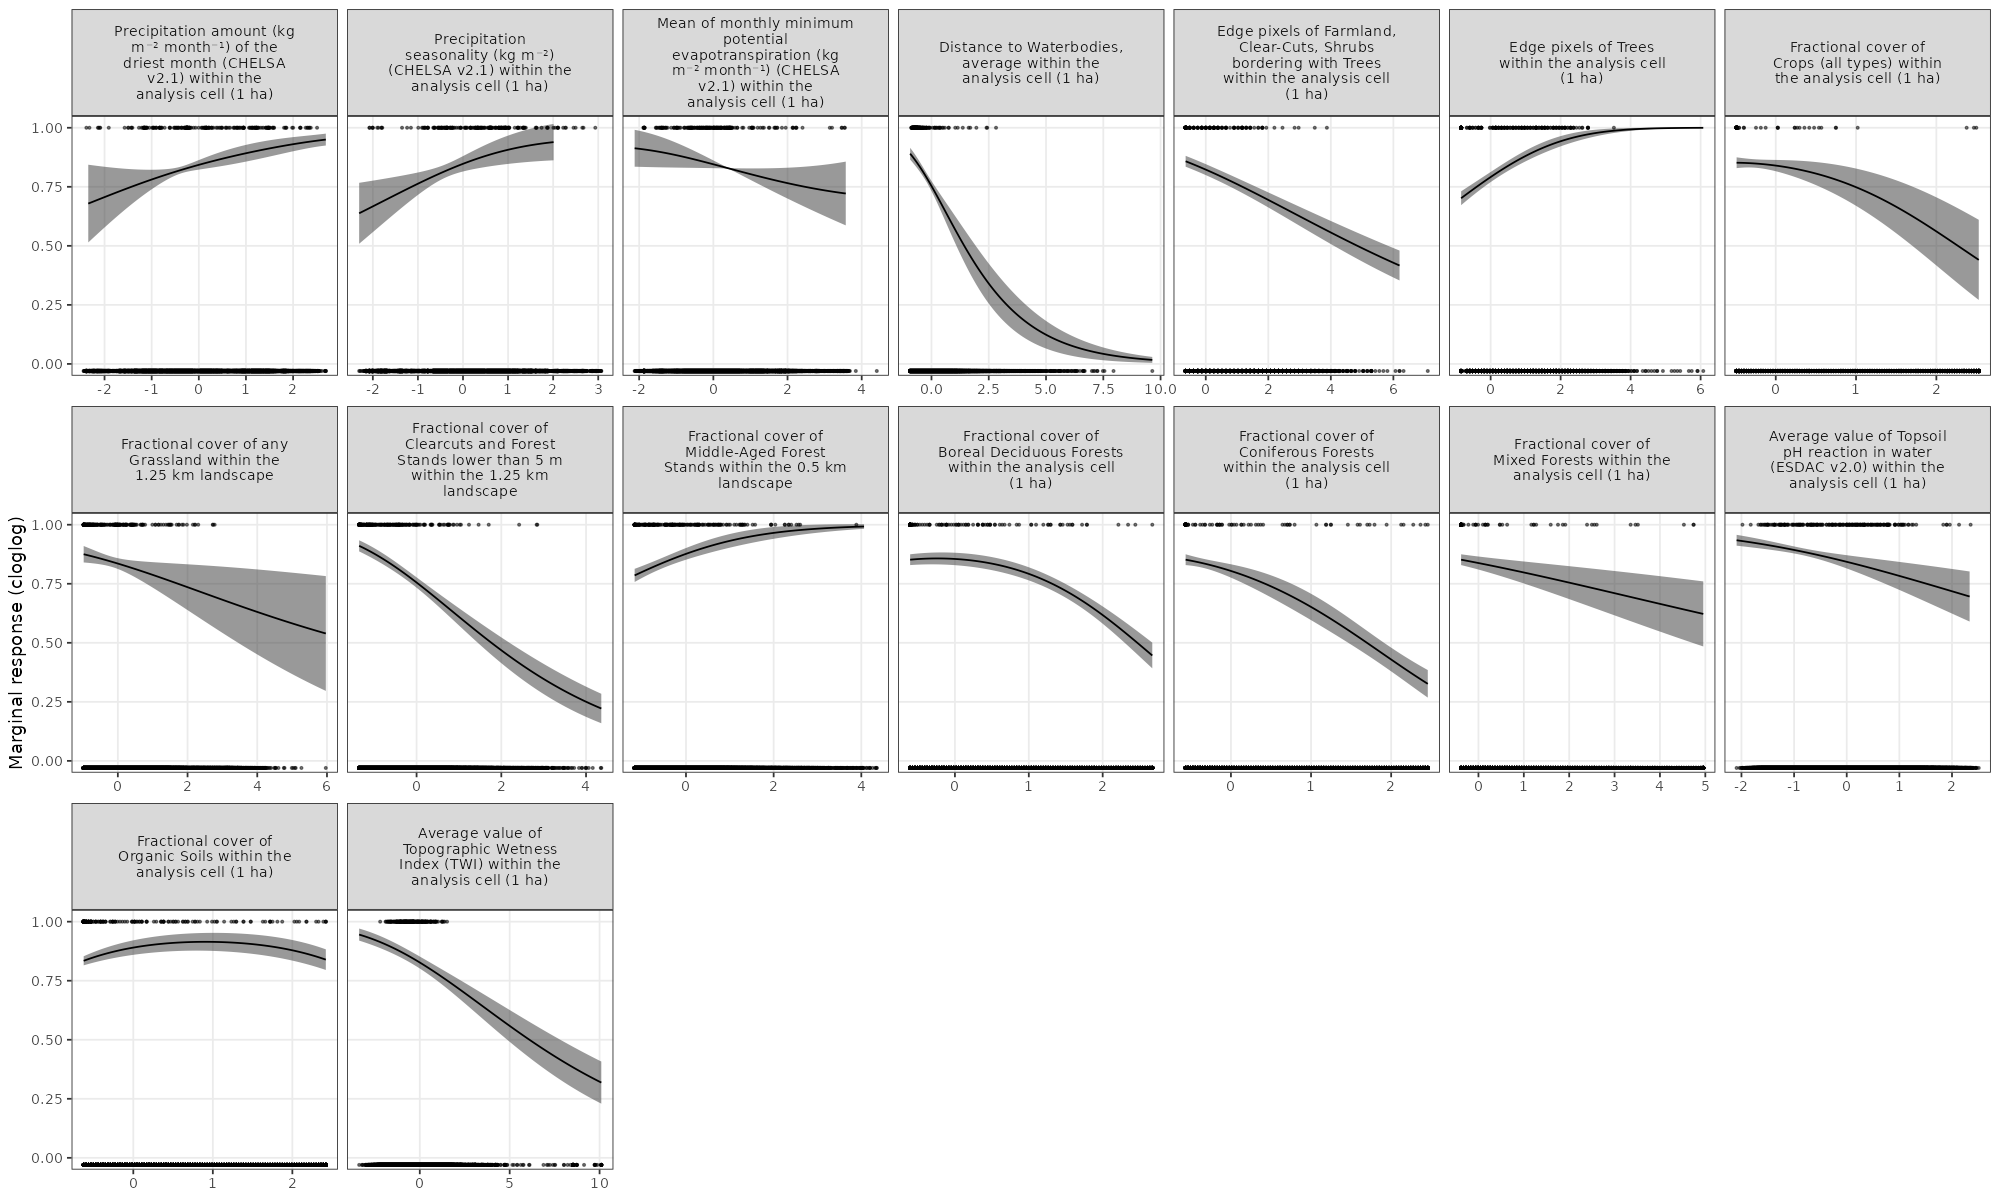 Precipitation amount (kg
m⁻² month⁻¹) of the
driest month (CHELSA
v2.1) within the
analysis cell (1 ha)
Precipitation
seasonality (kg m⁻²)
(CHELSA v2.1) within the
analysis cell (1 ha)
Mean of monthly minimum
potential
evapotranspiration (kg
m⁻² month⁻¹) (CHELSA
v2.1) within the
analysis cell (1 ha)
Distance to Waterbodies,
average within the
analysis cell (1 ha)
Edge pixels of Farmland,
Clear-Cuts, Shrubs
bordering with Trees
within the analysis cell
(1 ha)
Edge pixels of Trees
within the analysis cell
(1 ha)
Fractional cover of
Crops (all types) within
the analysis cell (1 ha)
1.00
0.75
0.50
0.25
0.00
-2 -1 0 1 2
-2 -1 0 1 2 3
-2 0 2 4
0.0 2.5 5.0 7.5 10.0
0 2 4 6
0 2 4 6
0 1 2
Fractional cover of any
Grassland within the
1.25 km landscape
Fractional cover of
Clearcuts and Forest
Stands lower than 5 m
within the 1.25 km
landscape
Fractional cover of
Middle-Aged Forest
Stands within the 0.5 km
landscape
Fractional cover of
Boreal Deciduous Forests
within the analysis cell
(1 ha)
Fractional cover of
Coniferous Forests
within the analysis cell
(1 ha)
Fractional cover of
Mixed Forests within the
analysis cell (1 ha)
Average value of Topsoil
pH reaction in water
(ESDAC v2.0) within the
analysis cell (1 ha)
Marginal response (cloglog)
1.00
0.75
0.50
0.25
0.00
0 2 4 6
0 2 4
0 2 4
0 1 2
0 1 2
0 1 2 3 4 5
-2 -1 0 1 2
Fractional cover of
Organic Soils within the
analysis cell (1 ha)
Average value of
Topographic Wetness
Index (TWI) within the
analysis cell (1 ha)
1.00
0.75
0.50
0.25
0.00
0 1 2
0 5 10